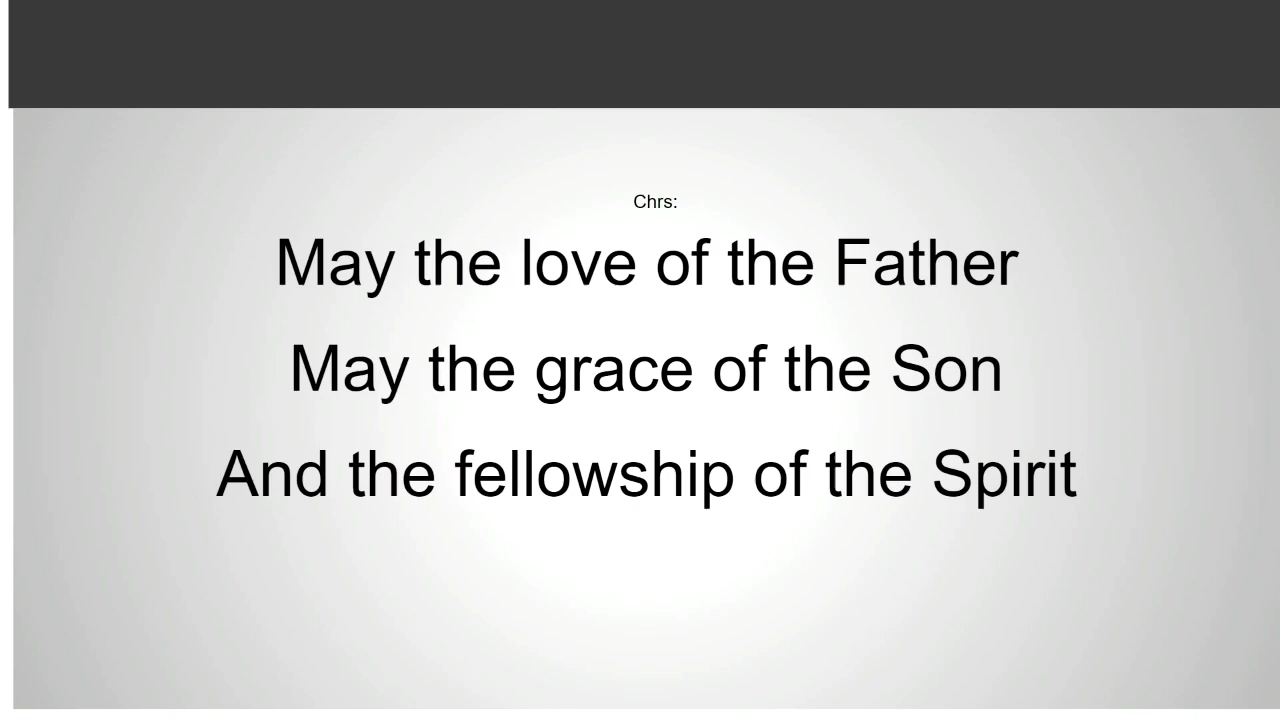 Chrs:
May the love of the Father
May the grace of the Son
And the fellowship of the Spirit